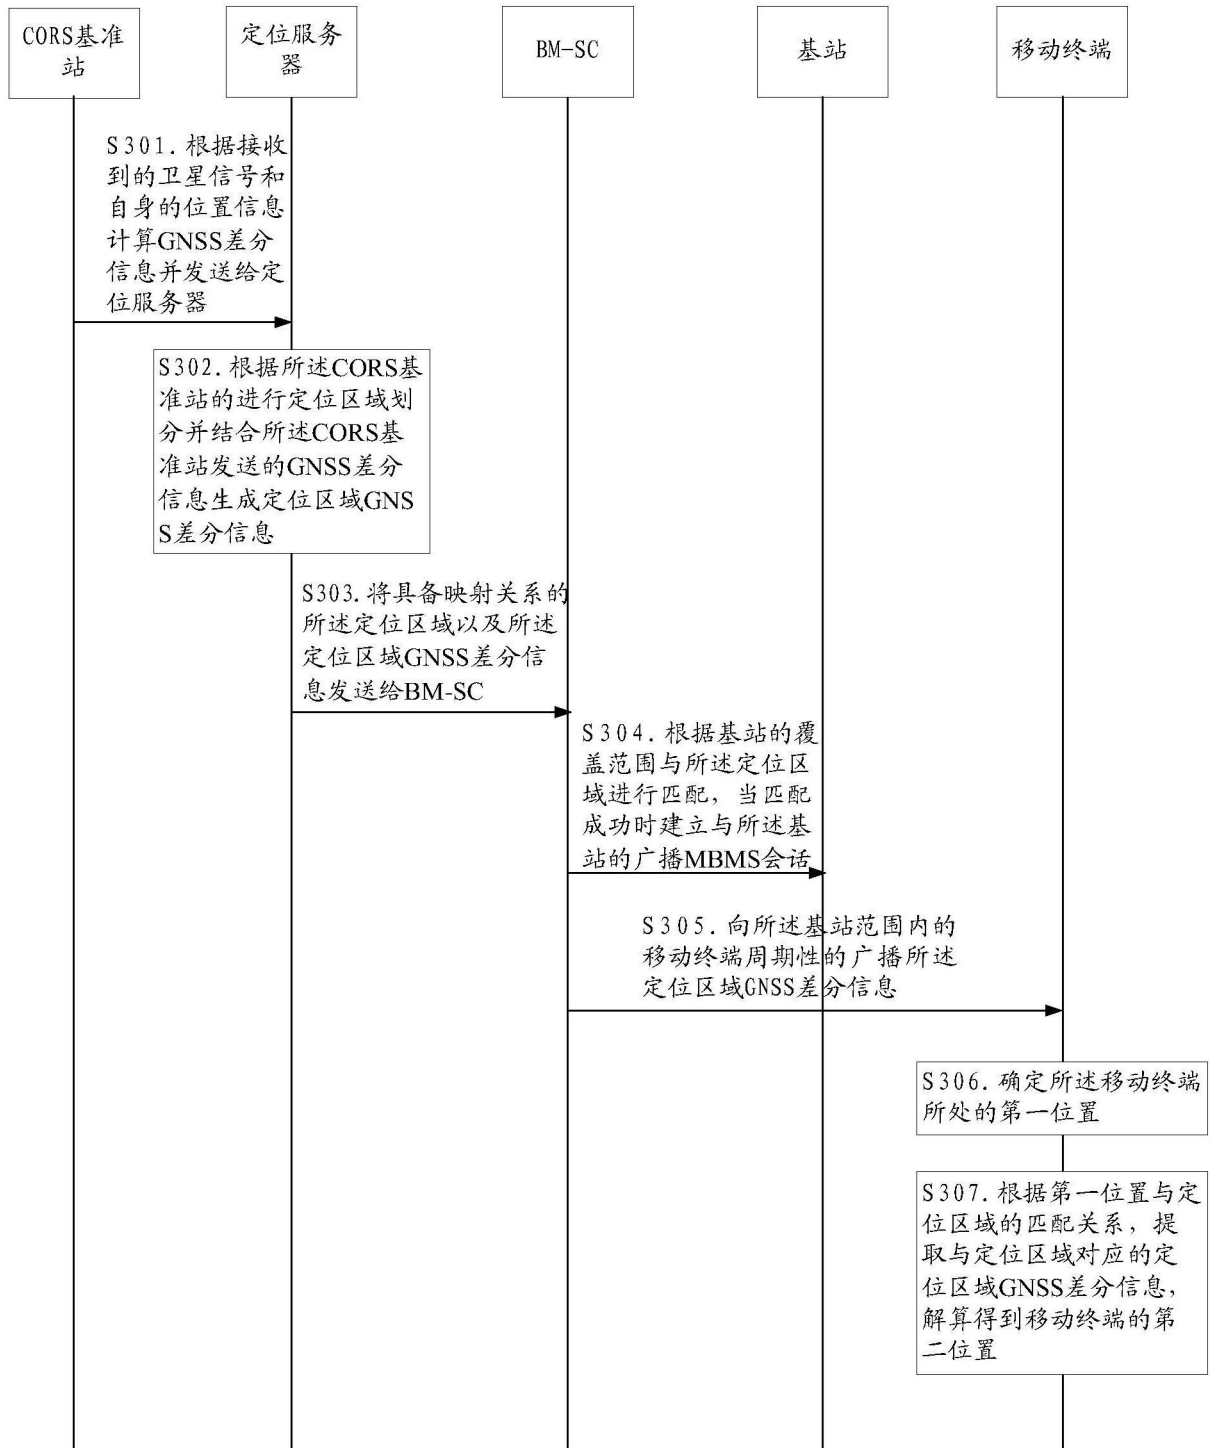 CORS基准
站
定位服务
器
BM-SC
基站
移动终端
S301.根据接收
到的卫星信号和
自身的位置信息
计算GNSS差分
信息并发送给定
位服务器
S302.根据所述CORS基
准站的进行定位区域划
分并结合所述CORS基
准站发送的GNSS差分
信息生成定位区域GNS
S差分信息
S303.将具备映射关系的
所述定位区域以及所述
定位区域GNSS差分信
息发送给BM-SC
S304.根据基站的覆
盖范围与所述定位区
域进行匹配，当匹配
成功时建立与所述基
站的广播MBMS会话
S305.向所述基站范围内的
移动终端周期性的广播所述
定位区域GNSS差分信息
S306.确定所述移动终端
所处的第一位置
S307.根据第一位置与定
位区域的匹配关系，提
取与定位区域对应的定
位区域GNSS差分信息，
解算得到移动终端的第
二位置